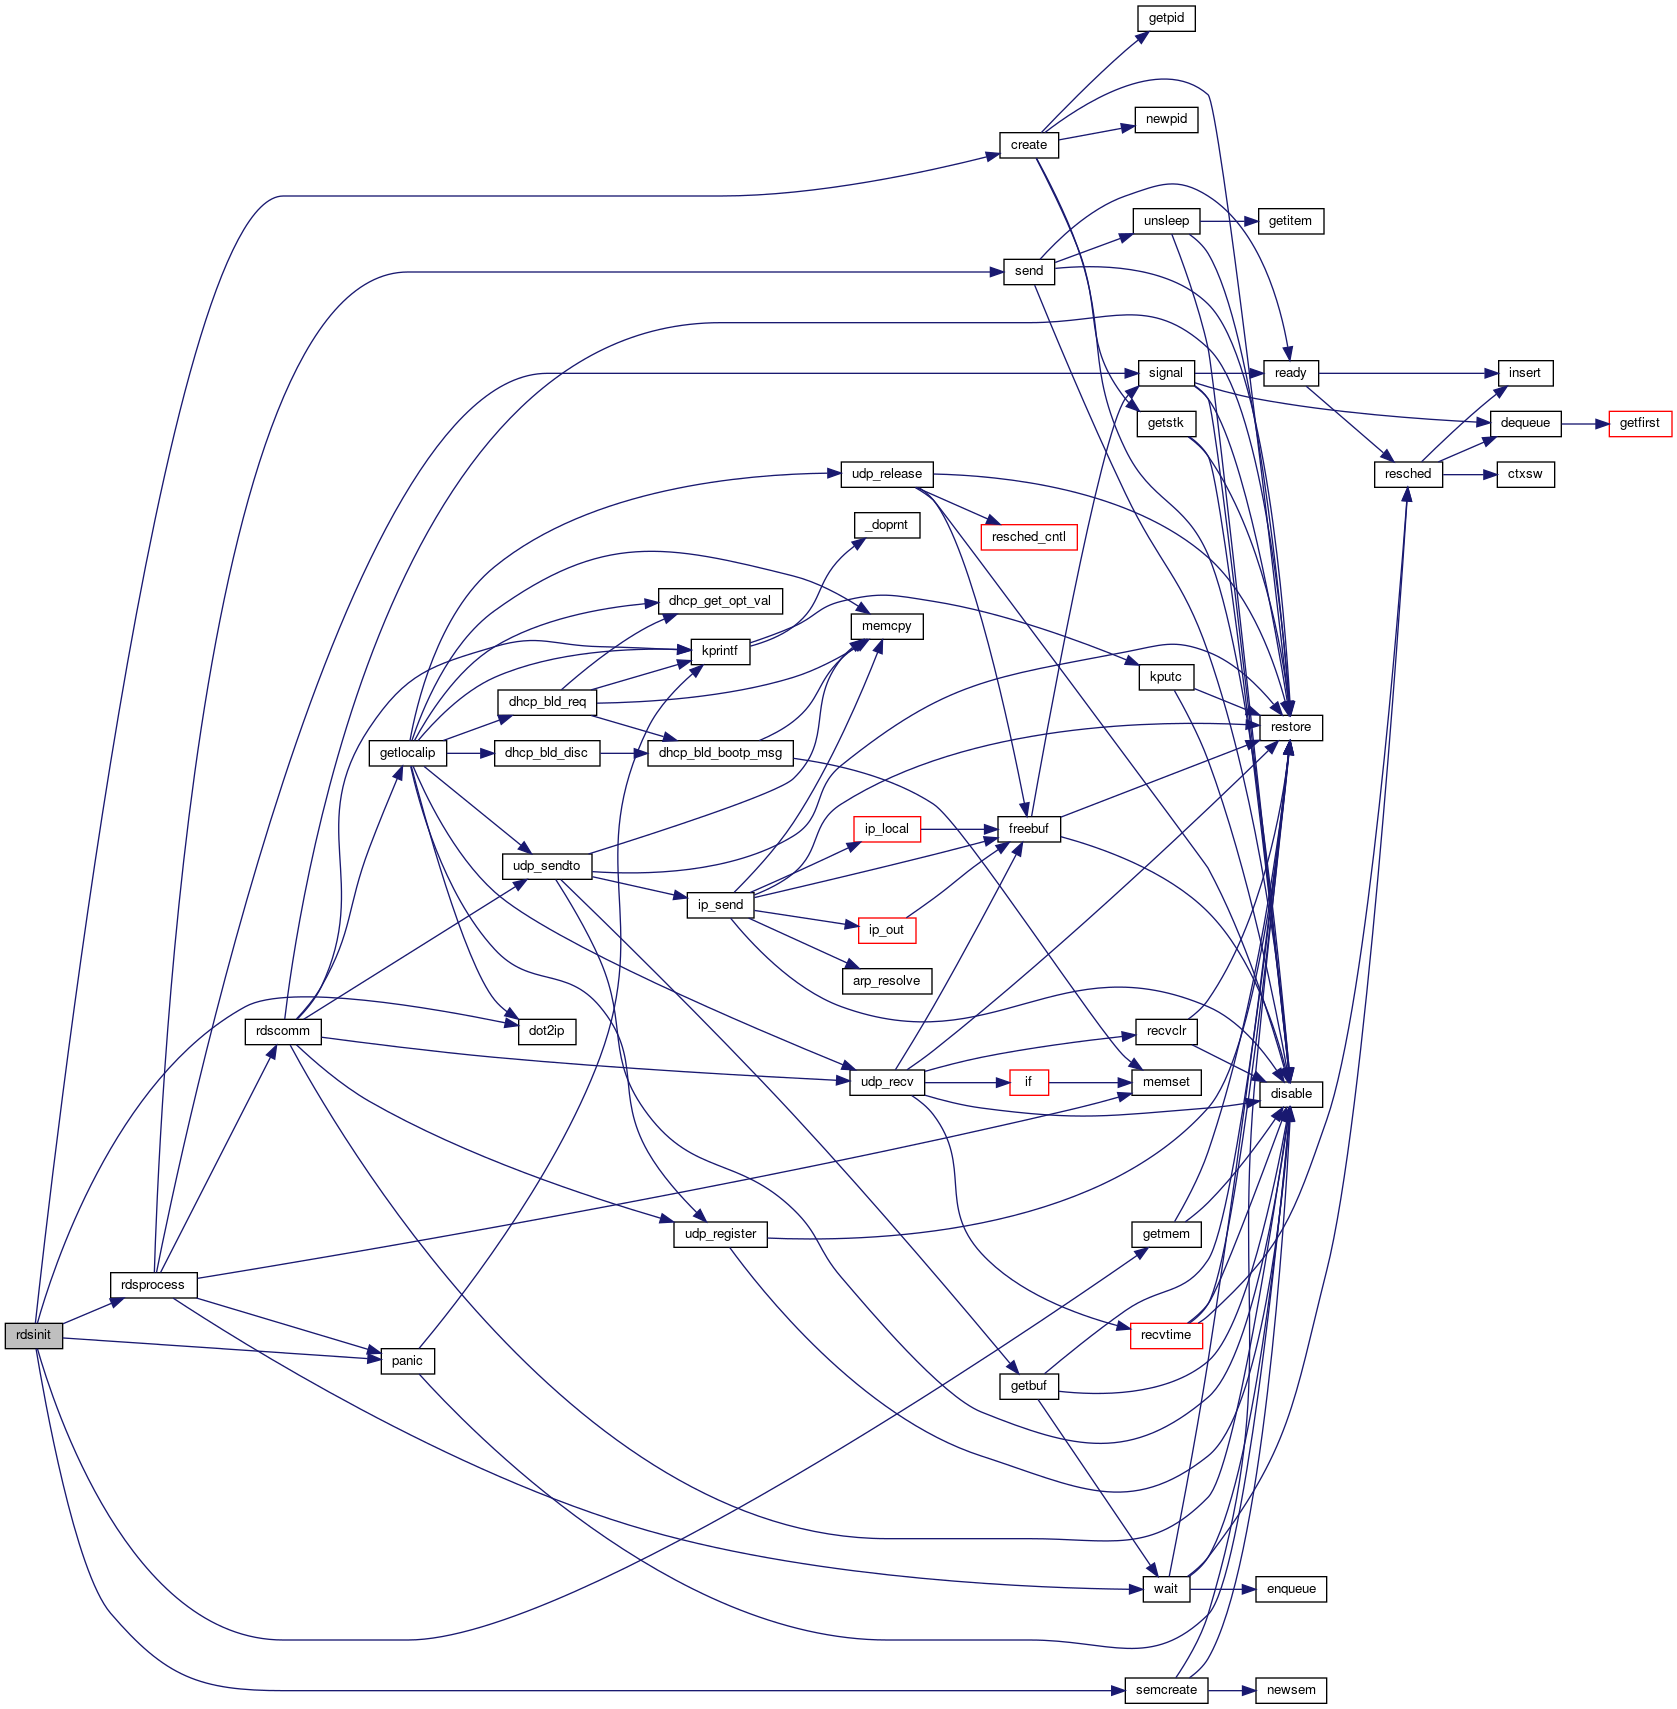 getpid
newpid
create
unsleep
getitem
send
signal
ready
insert
getstk
dequeue
getfirst
udp_release
resched
ctxsw
_doprnt
resched_cntl
dhcp_get_opt_val
memcpy
kprintf
kputc
dhcp_bld_req
restore
getlocalip
dhcp_bld_disc
dhcp_bld_bootp_msg
ip_local
freebuf
udp_sendto
ip_send
ip_out
arp_resolve
rdscomm
dot2ip
recvclr
udp_recv
if
memset
disable
udp_register
getmem
rdsprocess
rdsinit
recvtime
panic
getbuf
wait
enqueue
semcreate
newsem